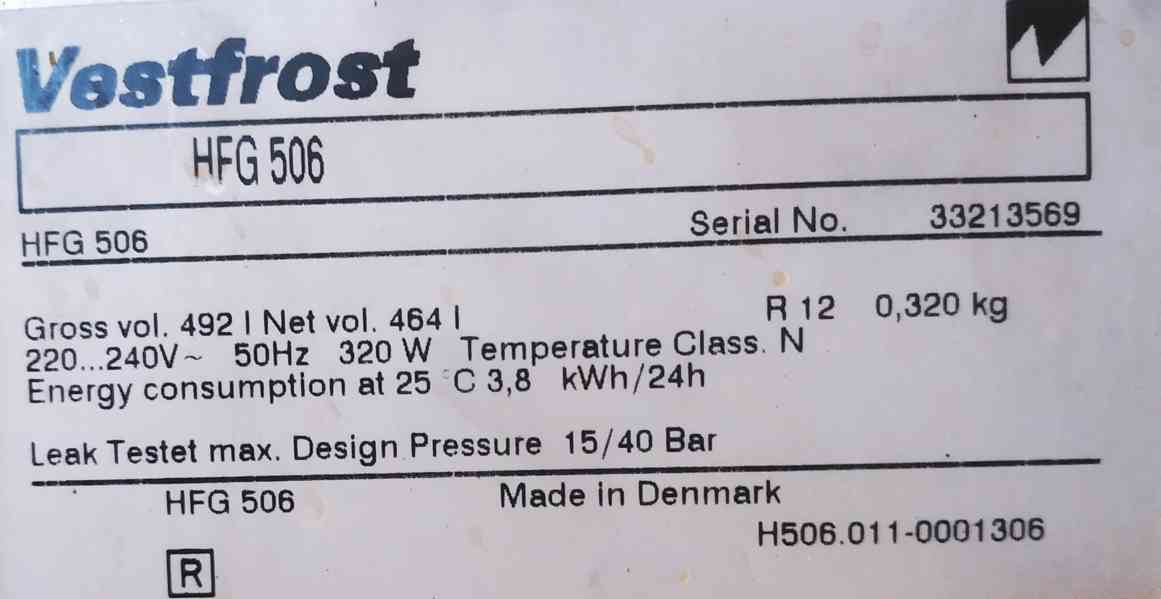 Vestfrost
HFG 506
HFG 506 Serial No. 33213569
Gross vol. 492 l Net vol. 464 l R 12 0,320 kg
220...240V~ 50Hz 320 W Temperature Class. N
Energy consumption at 25 °C 3,8 kWh/24h
Leak Testet max. Design Pressure 15/40 Bar
HFG 506 Made in Denmark
H506.011-0001306
R